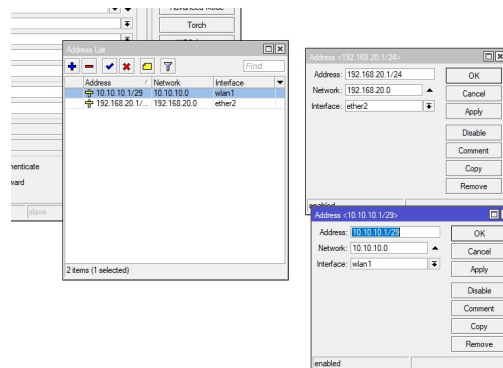 Advanced Mode
Torch
Address List
Find
Address / Network Interface
10.10.10.1/29 10.10.10.0 wlan1
192.168.20.1/... 192.168.20.0 ether2
2 items (1 selected)
henticate
ward
slave
Address <192.168.20.1/24>
Address: 192.168.20.1/24 OK
Network: 192.168.20.0 Cancel
Interface: ether2 Apply
Disable
Comment
Copy
Remove
enabled
Address <10.10.10.1/29>
Address: 10.10.10.1/29 OK
Network: 10.10.10.0 Cancel
Interface: wlan1 Apply
Disable
Comment
Copy
Remove
enabled